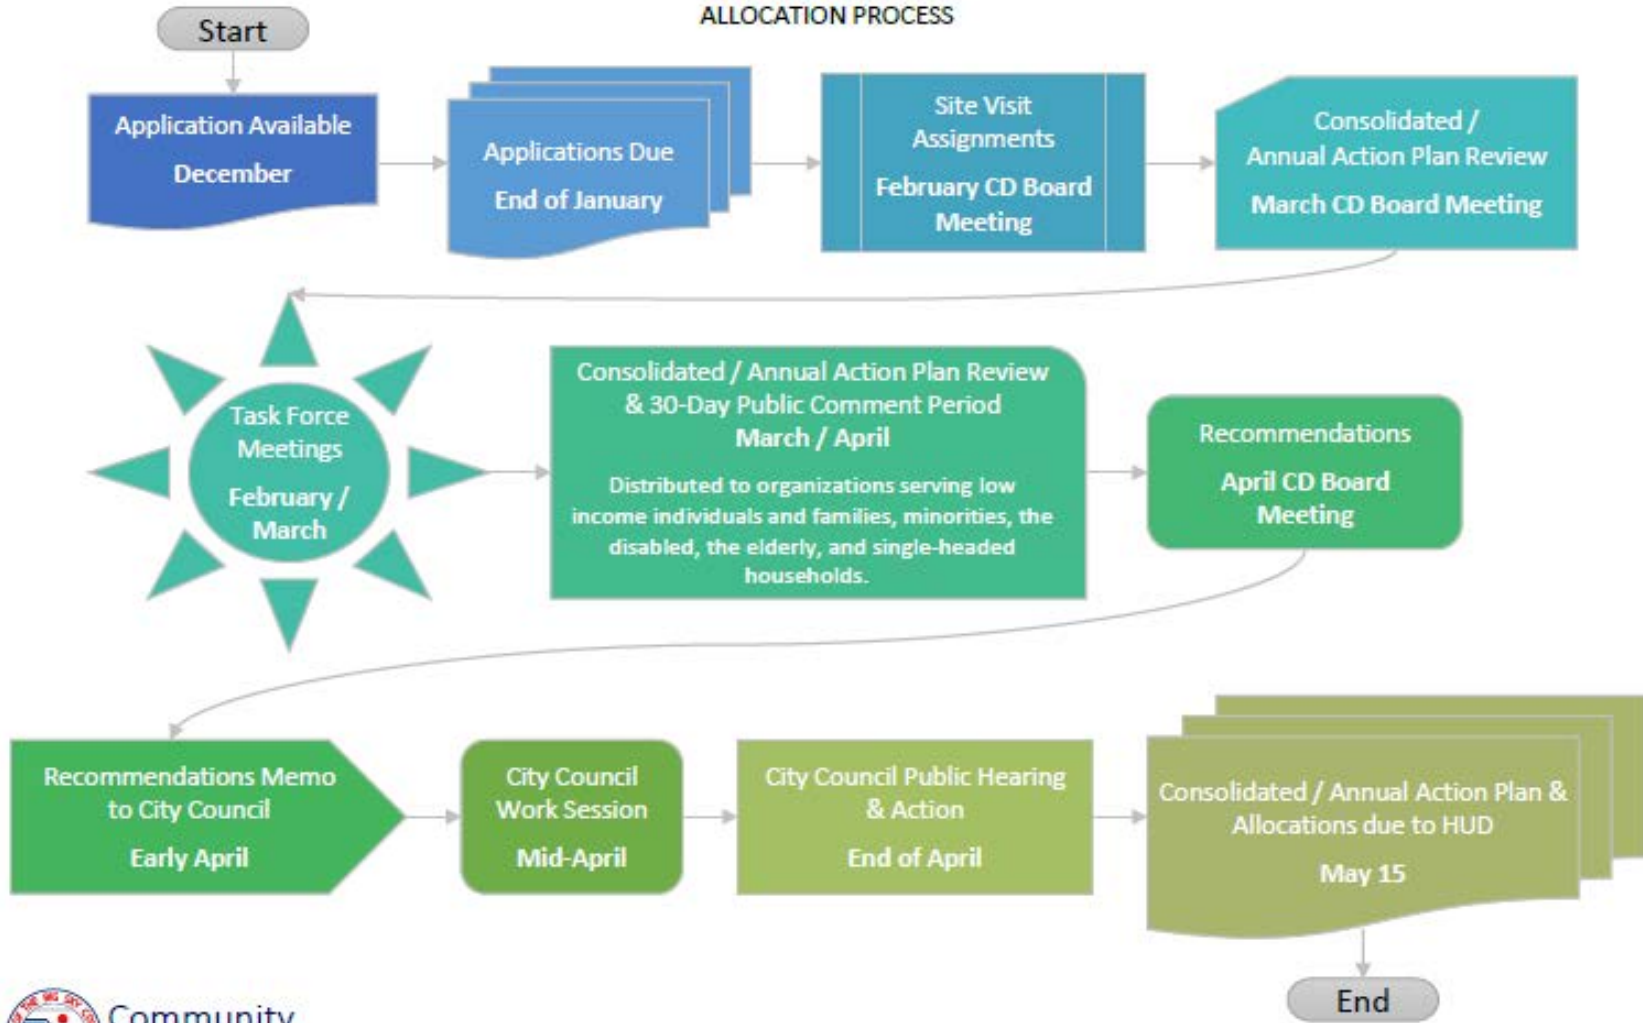 ALLOCATION PROCESS
Start
Application Available
December
Applications Due
End of January
Site Visit
Assignments
February CD Board
Meeting
Consolidated /
Annual Action Plan Review
March CD Board Meeting
Task Force
Meetings
February /
March
Consolidated / Annual Action Plan Review
& 30-Day Public Comment Period
March / April
Distributed to organizations serving low
income individuals and families, minorities, the
disabled, the elderly, and single-headed
households.
Recommendations
April CD Board
Meeting
Recommendations Memo
to City Council
Early April
City Council
Work Session
Mid-April
City Council Public Hearing
& Action
End of April
Consolidated / Annual Action Plan &
Allocations due to HUD
May 15
End
THE BIG SKY
Community